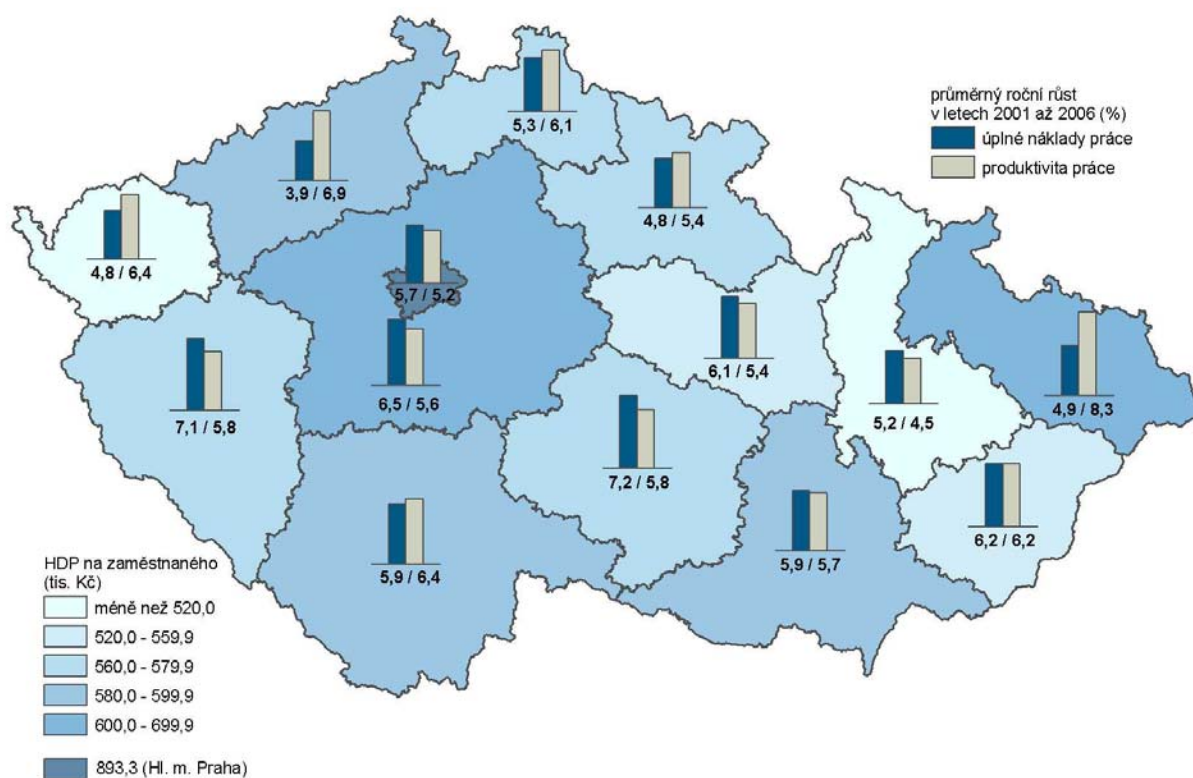 průměrný roční růst
v letech 2001 až 2006 (%)
úplné náklady práce
produktivita práce
5,3 / 6,1
3,9 / 6,9
4,8 / 5,4
4,8 / 6,4
5,7 / 5,2
6,1 / 5,4
6,5 / 5,6
7,1 / 5,8
5,2 / 4,5
4,9 / 8,3
7,2 / 5,8
6,2 / 6,2
5,9 / 6,4
5,9 / 5,7
HDP na zaměstnaného
(tis. Kč)
méně než 520,0
520,0 - 559,9
560,0 - 579,9
580,0 - 599,9
600,0 - 699,9
893,3 (Hl. m. Praha)